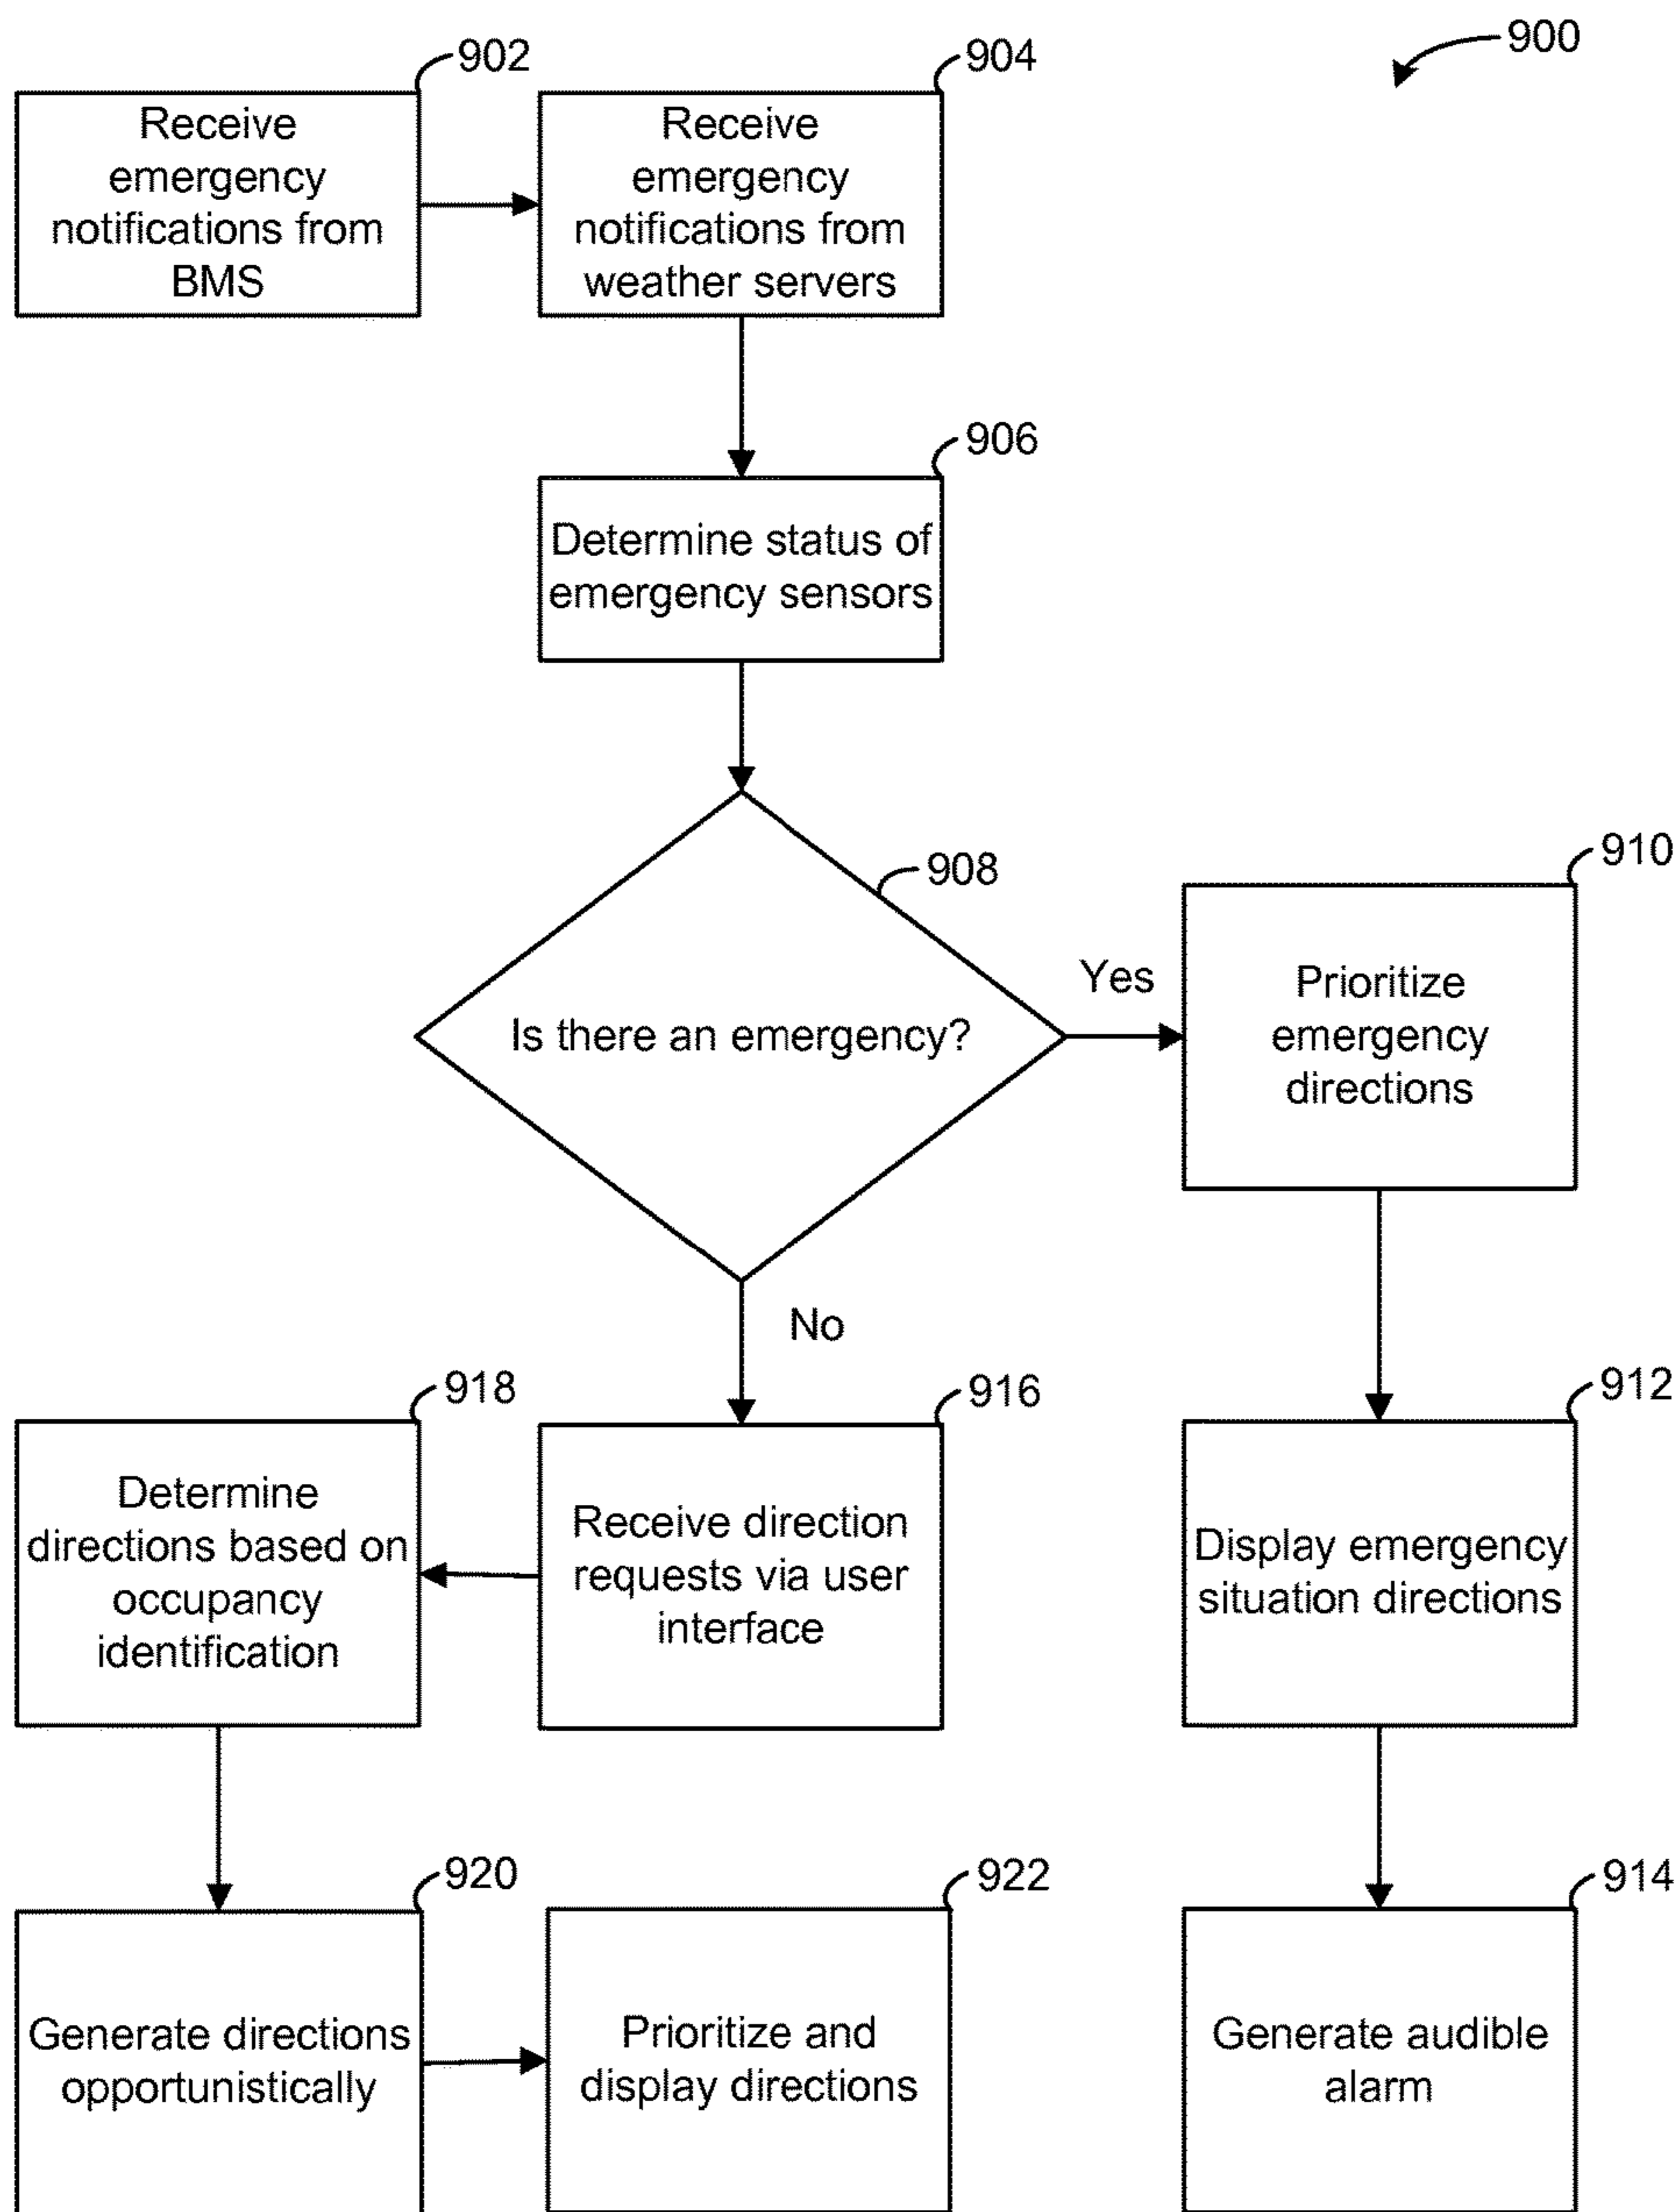 900
902
Receive
emergency
notifications from
BMS
904
Receive
emergency
notifications from
weather servers
906
Determine status of
emergency sensors
908
Is there an emergency?
Yes
No
910
Prioritize
emergency
directions
912
Display emergency
situation directions
914
Generate audible
alarm
916
Receive direction
requests via user
interface
918
Determine
directions based on
occupancy
identification
920
Generate directions
opportunistically
922
Prioritize and
display directions